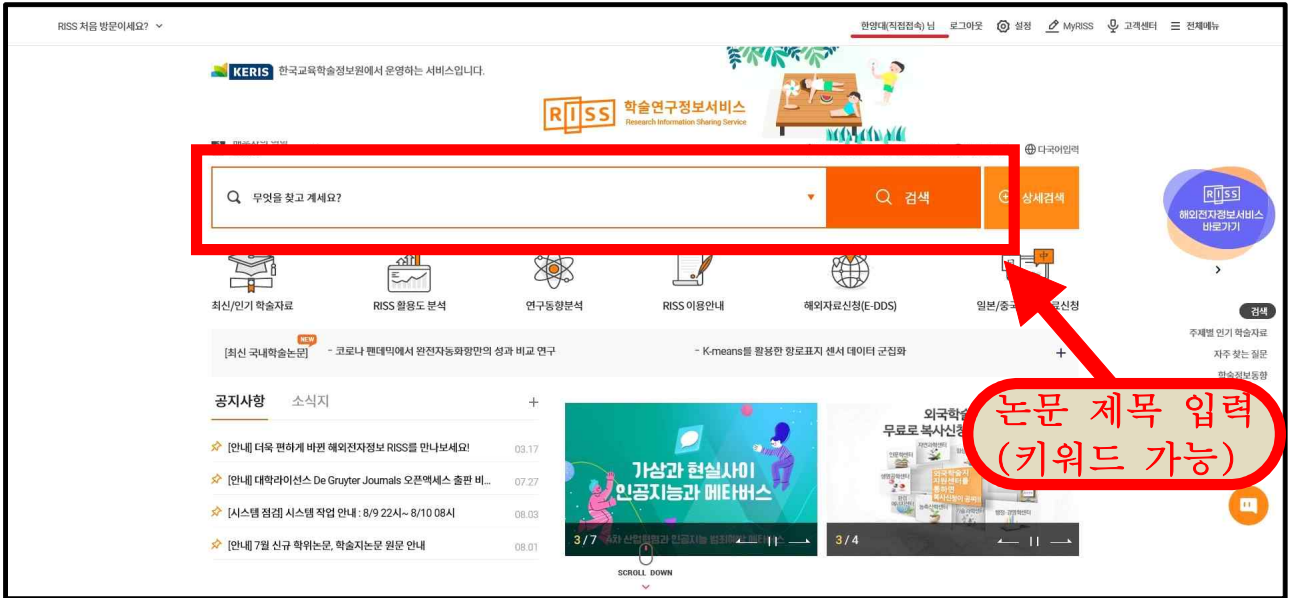 RISS 처음 방문이세요?
한양대(직접접속) 님 로그아웃 설정 MyRISS 고객센터 전체메뉴
KERIS 한국교육학술정보원에서 운영하는 서비스입니다.
RISS 학술연구정보서비스
Research Information Sharing Service
다국어입력
무엇을 찾고 계세요?
검색
상세검색
RISS
해외전자정보서비스
바로가기
최신/인기 학술자료
RISS 활용도 분석
연구동향분석
RISS 이용안내
해외자료신청(E-DDS)
일본/중
료신청
검색
주제별 인기 학술자료
자주 찾는 질문
학술정보동향
[최신 국내학술논문]
NEW
- 코로나 팬데믹에서 완전자동화항만의 성과 비교 연구
- K-means를 활용한 항로표지 센서 데이터 군집화
+
논문 제목 입력
(키워드 가능)
공지사항 소식지 +
[안내] 더욱 편하게 바뀐 해외전자정보 RISS를 만나보세요! 03.17
[안내] 대학라이선스 De Gruyter Journals 오픈액세스 출판 비... 07.27
[시스템 점검] 시스템 작업 안내 : 8/9 22시~ 8/10 08시 08.03
[안내] 7월 신규 학위논문, 학술지논문 원문 안내 08.01
가상과 현실사이
인공지능과 메타버스
3/7
외국학술
무료로 복사신청
3/4
SCROLL DOWN